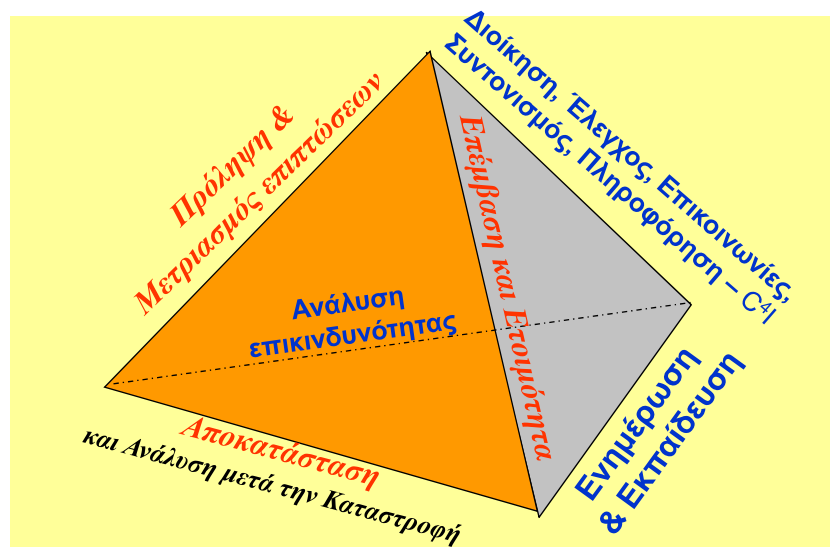 Πρόληψη &
Μετριασμός επιπτώσεων
Διοίκηση, Έλεγχος, Επικοινωνίες,
Συντονισμός, Πληροφόρηση – C⁴I
Επέμβαση και Ετοιμότητα
Ανάλυση
επικινδυνότητας
Αποκατάσταση
και Ανάλυση μετά την Καταστροφή
Ενημέρωση
& Εκπαίδευση